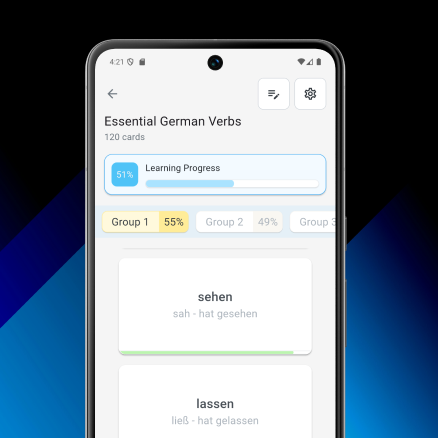 4:21
Essential German Verbs
120 cards
51%
Learning Progress
Group 1 55% Group 2 49% Group 3
sehen
sah - hat gesehen
lassen
ließ - hat gelassen